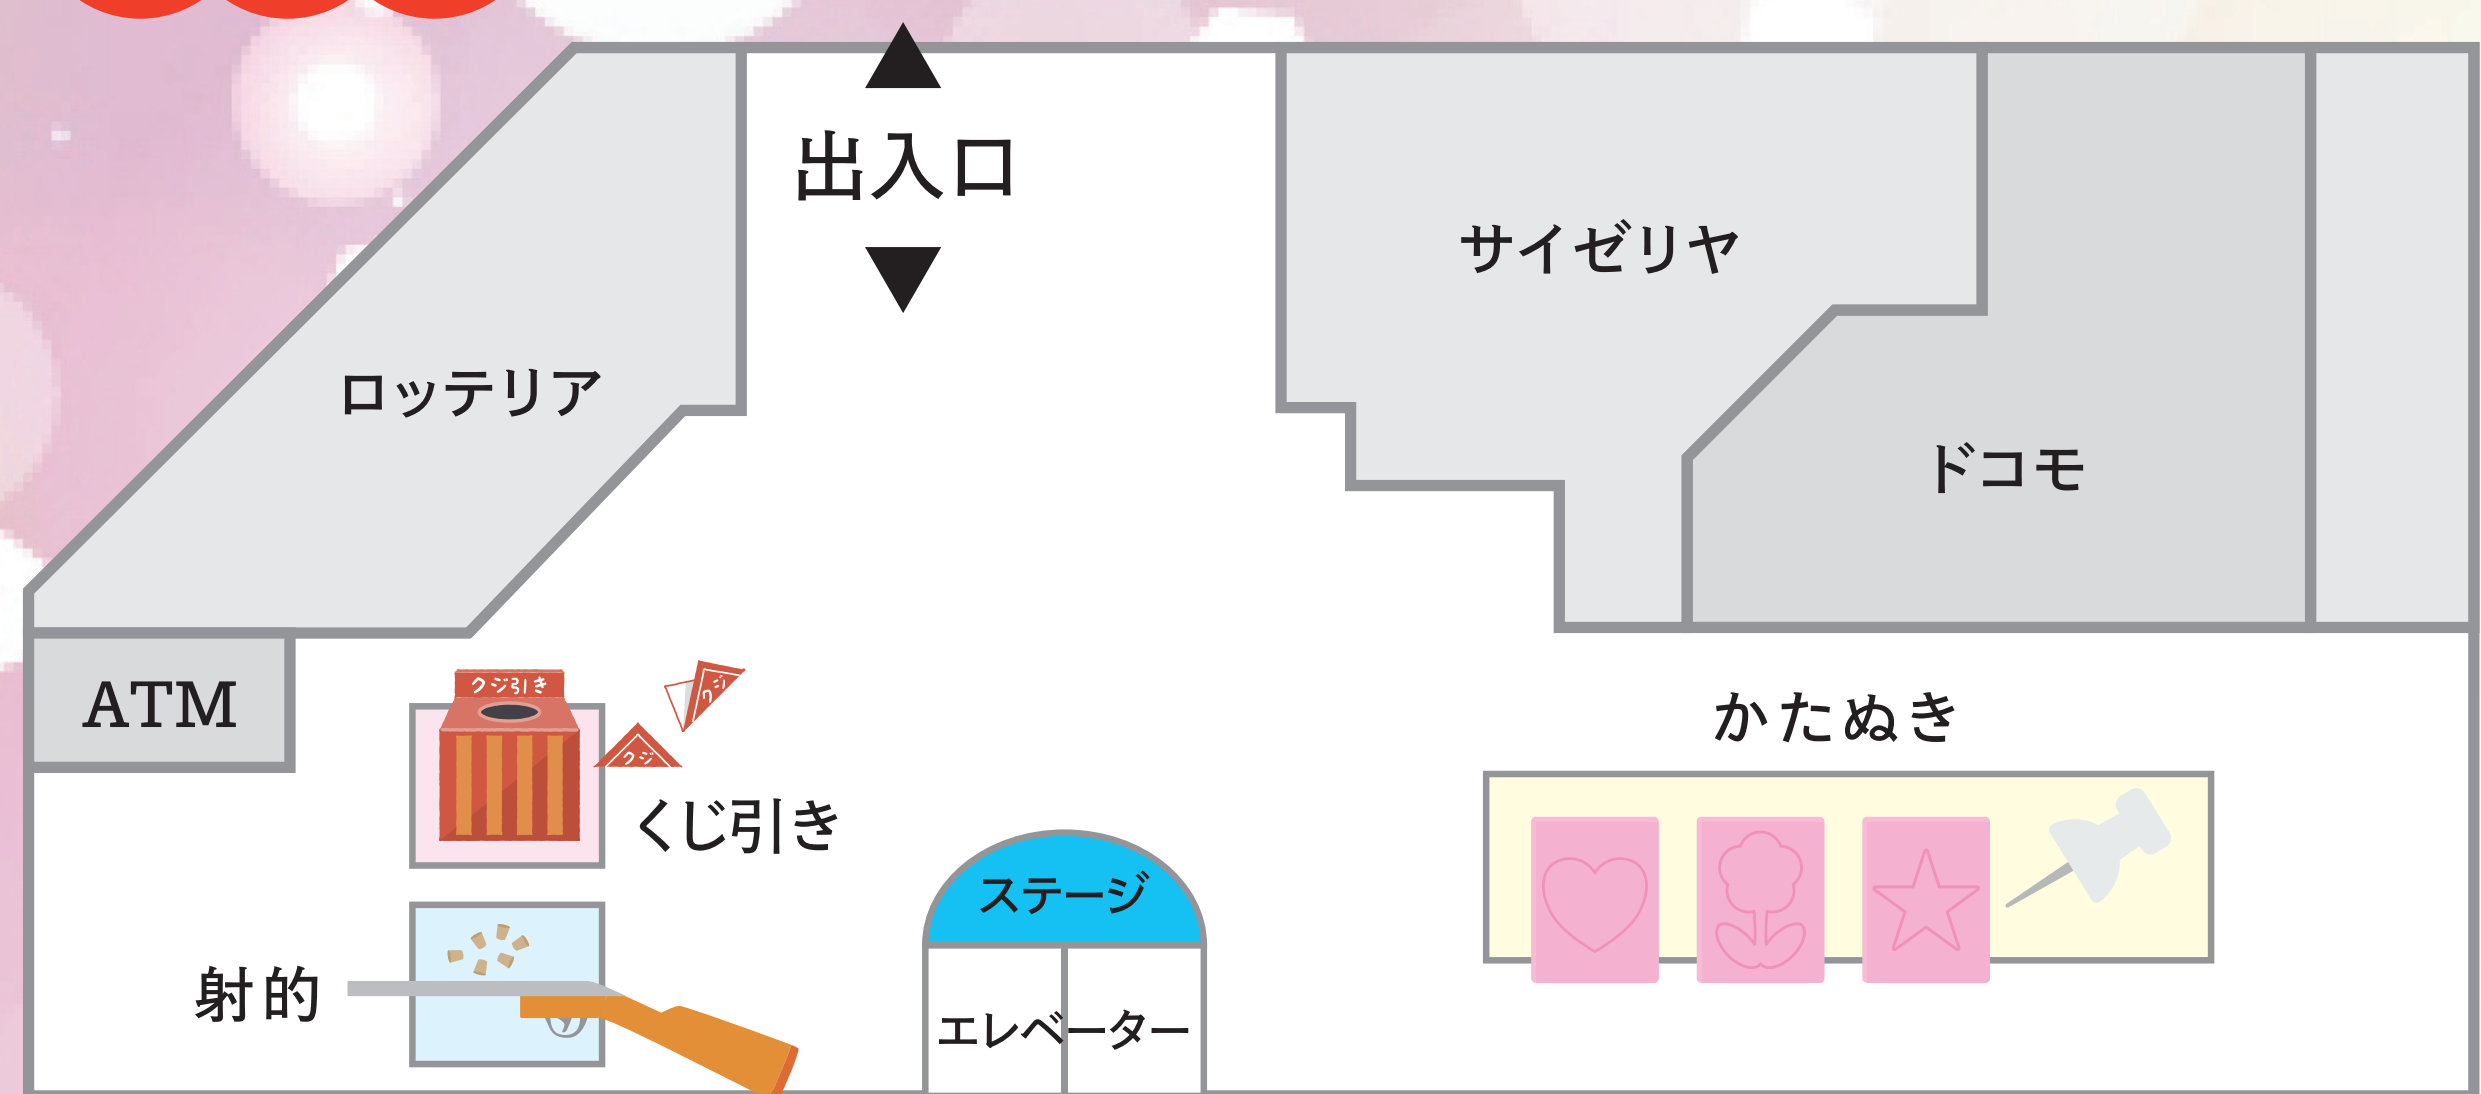 出入口
サイゼリヤ
ロッテリア
ドコモ
ATM
クジ引き
クジ
クジ
かたぬき
くじ引き
ステージ
射的
エレベーター